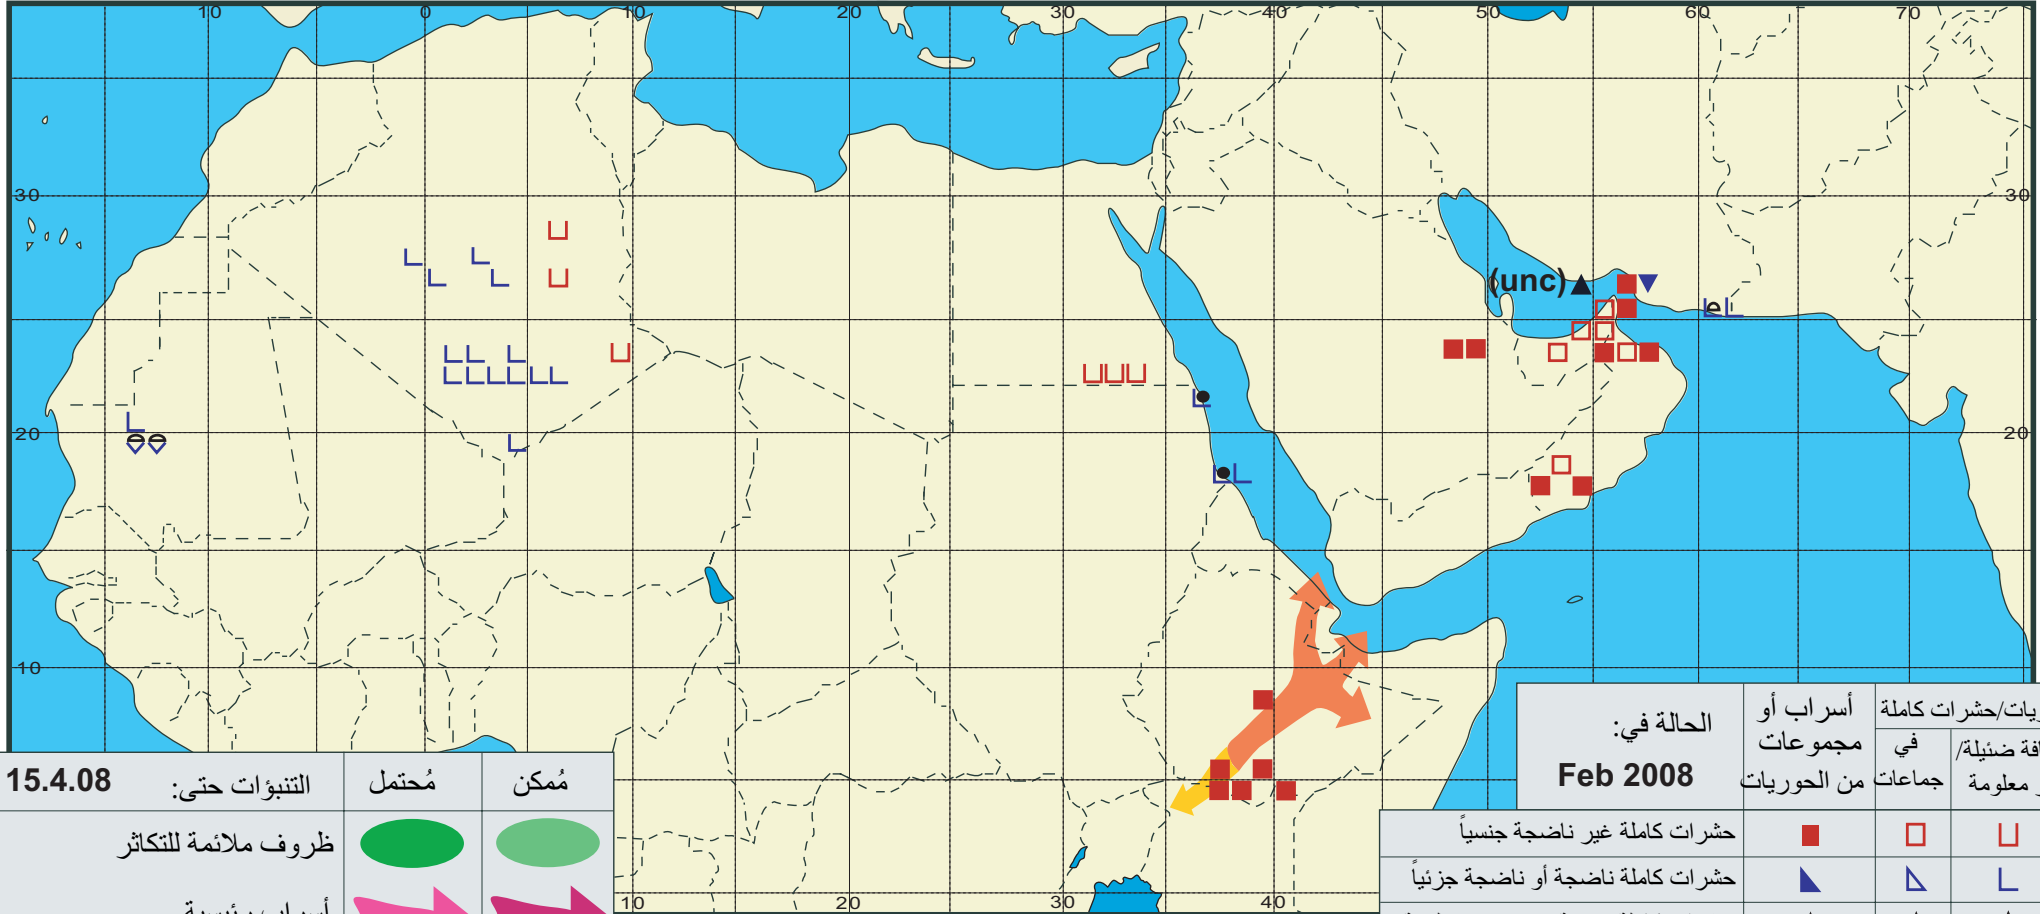 10 0 10 20 30 40 50 60 70
30 30
(unc)
20 20
10
15.4.08 التنبؤات حتى: مُحتمل مُمكن
ظروف ملائمة للتكاثر
10 20 30 40
الحالة في:
Feb 2008
أسراب أو
مجموعات
من الحوريات
حشرات كاملة
في
جماعات
ضئيلة/
معلومة
حشرات كاملة غير ناضجة جنسياً
حشرات كاملة ناضجة أو ناضجة جزئياً